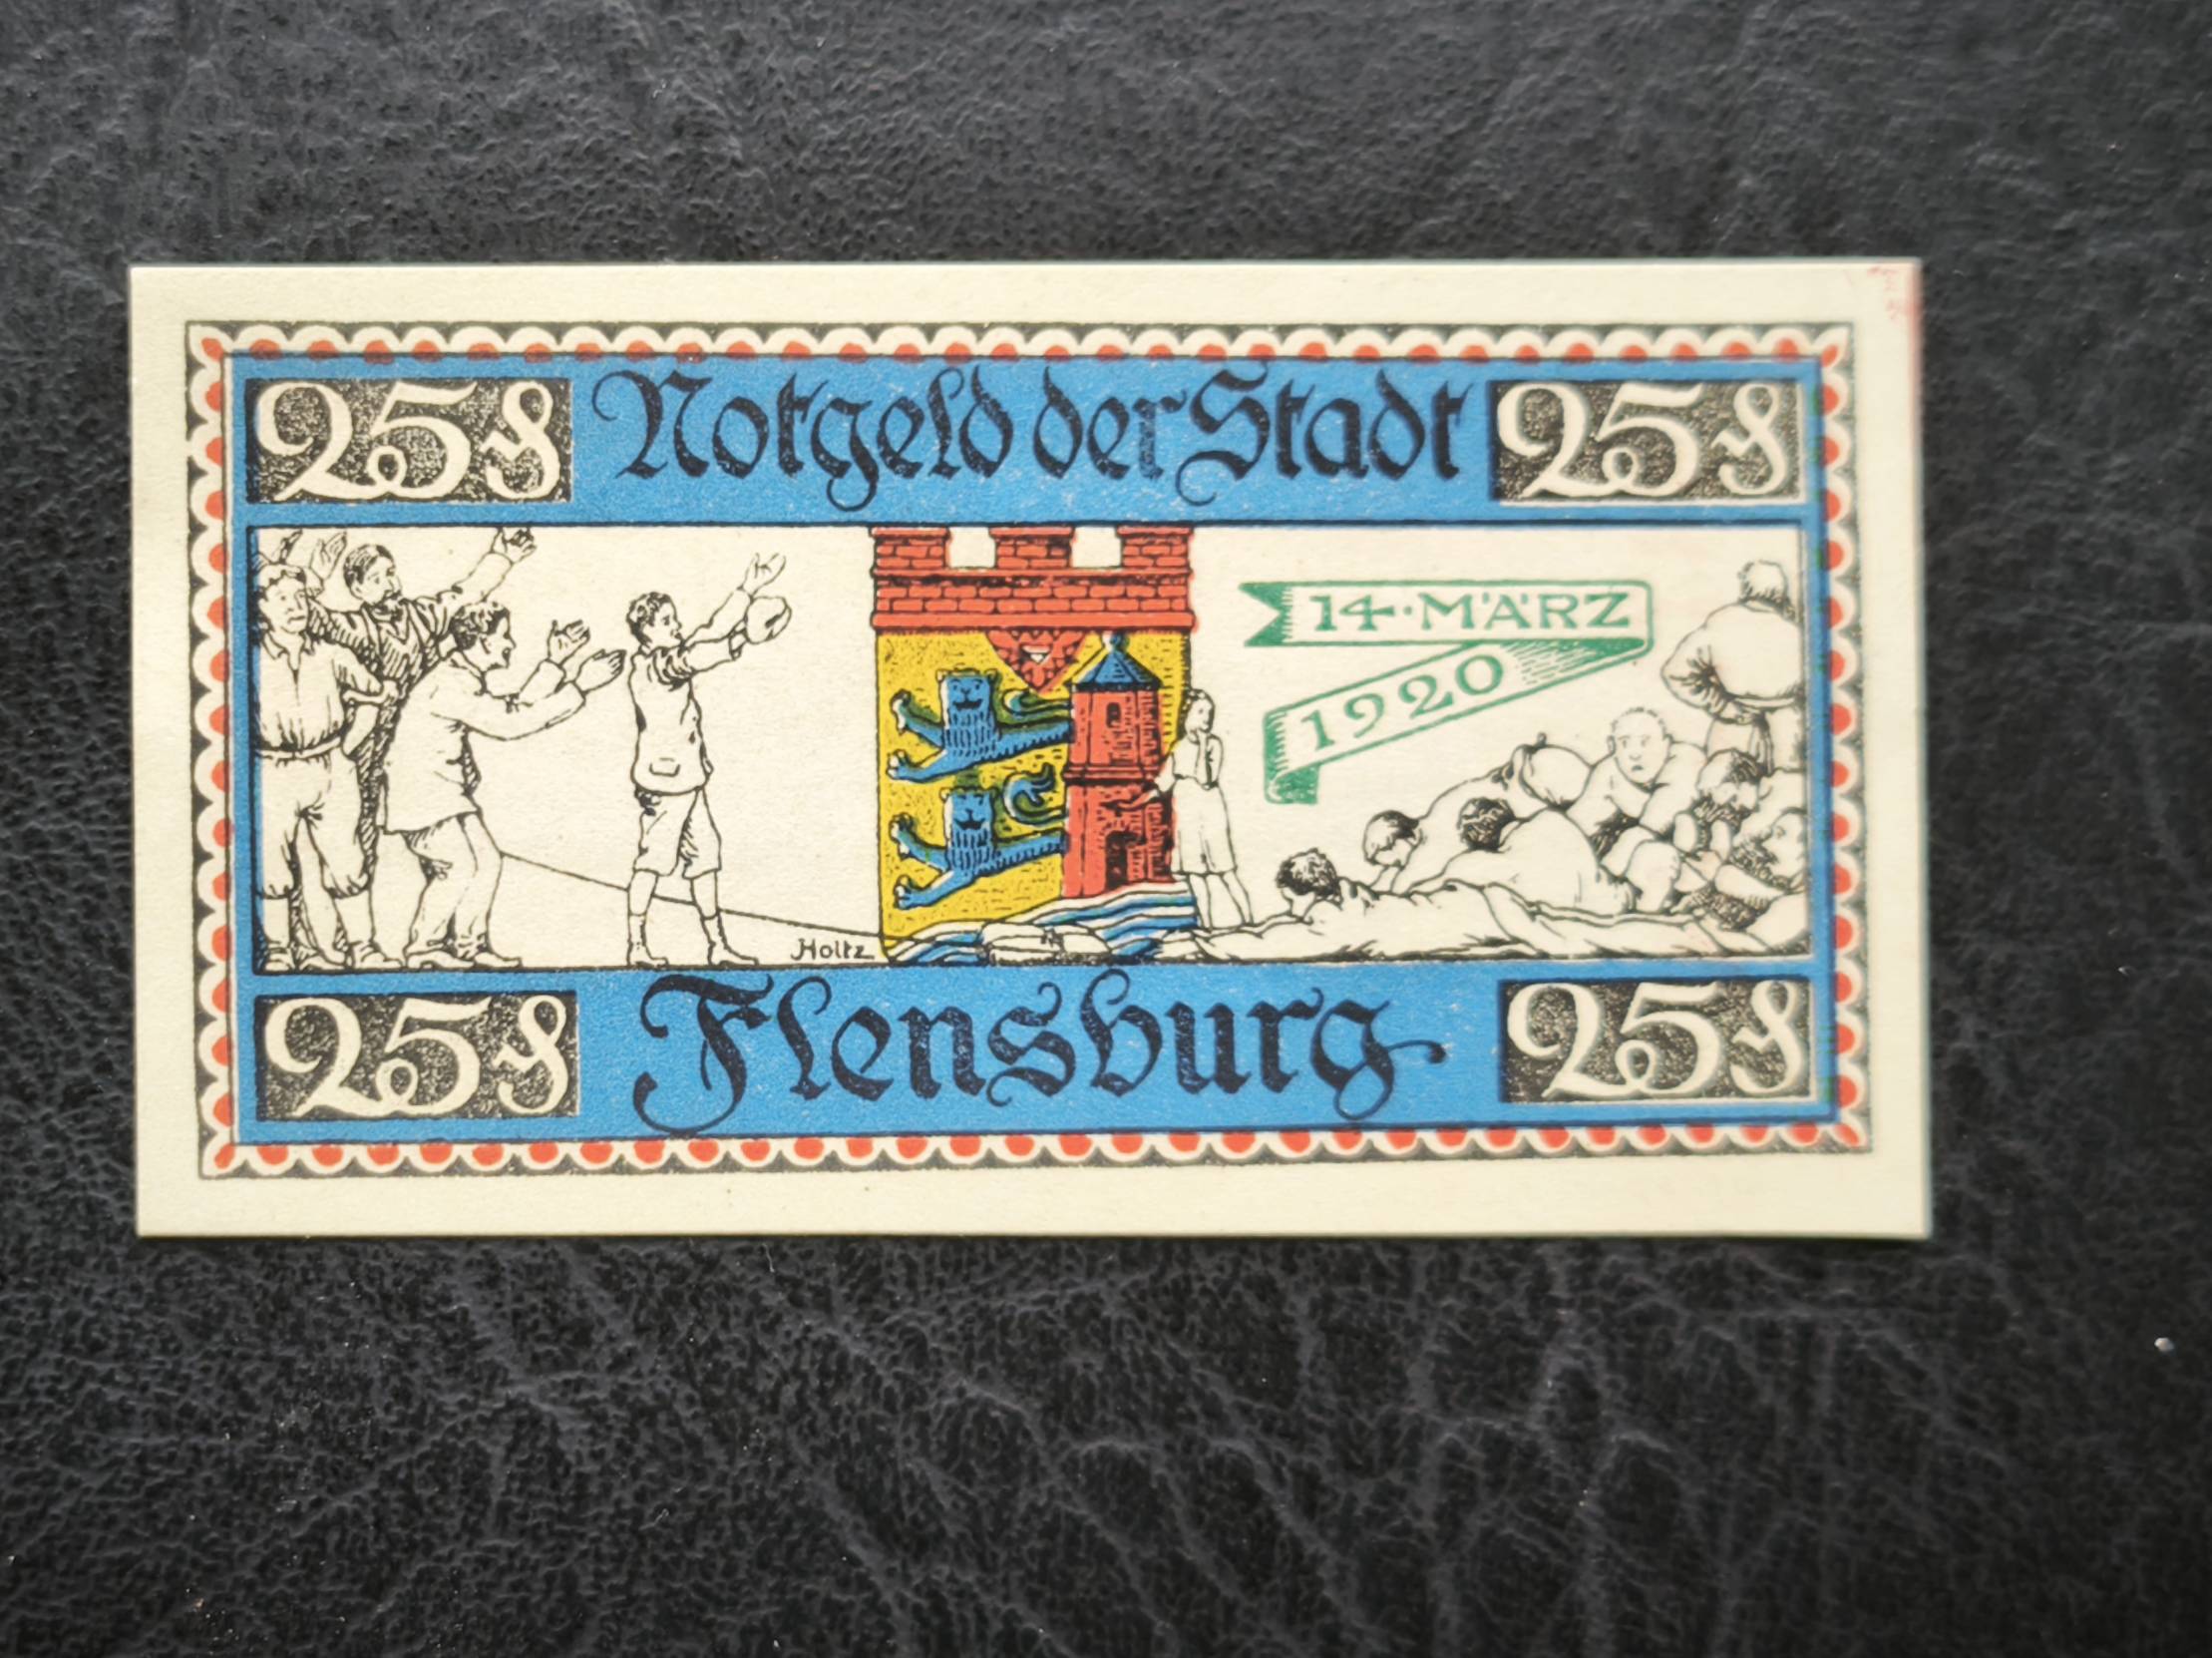 25 ₰ Notgeld der Stadt 25 ₰
14·MÄRZ
1920
Holtz
25 ₰ Flensburg 25 ₰